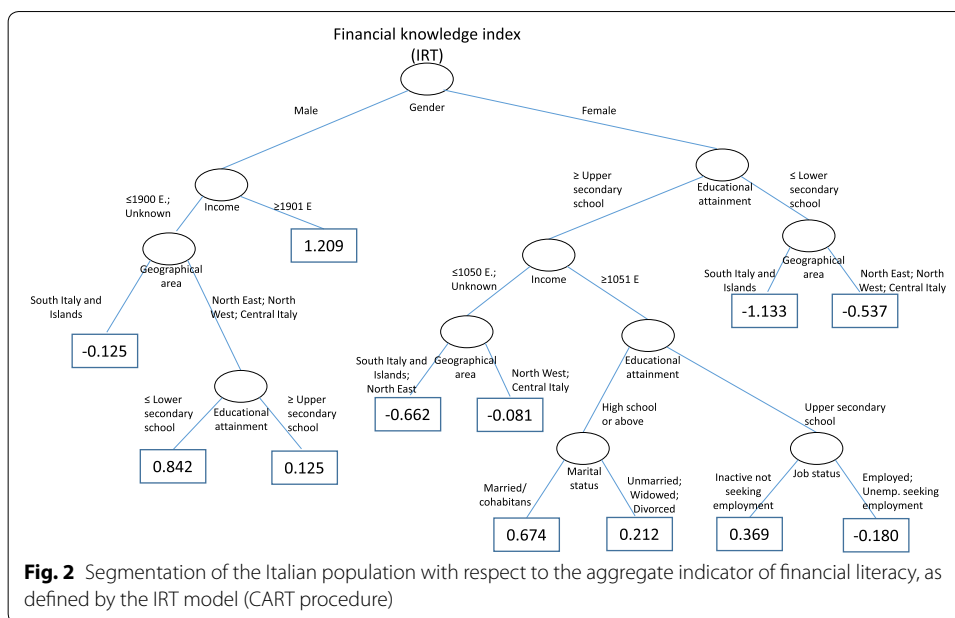 Financial knowledge index
(IRT)
Gender
Male
Female
≤1900 E.;
Unknown
Income
≥1901 E
1.209
Geographical
area
South Italy and
Islands
-0.125
North East; North
West; Central Italy
Educational
attainment
≤ Lower
secondary
school
0.842
≥ Upper
secondary
school
0.125
Educational
attainment
≥ Upper
secondary
school
≤ Lower
secondary
school
Geographical
area
South Italy and
Islands
-1.133
North East; North
West; Central Italy
-0.537
Income
≤1050 E.;
Unknown
≥1051 E
Geographical
area
South Italy and
Islands;
North East
-0.662
North West;
Central Italy
-0.081
Educational
attainment
High school
or above
Upper secondary
school
Marital
status
Married/
cohabitans
0.674
Unmarried;
Widowed;
Divorced
0.212
Job status
Inactive not
seeking
employment
0.369
Employed;
Unemp. seeking
employment
-0.180
Fig. 2 Segmentation of the Italian population with respect to the aggregate indicator of financial literacy, as
defined by the IRT model (CART procedure)